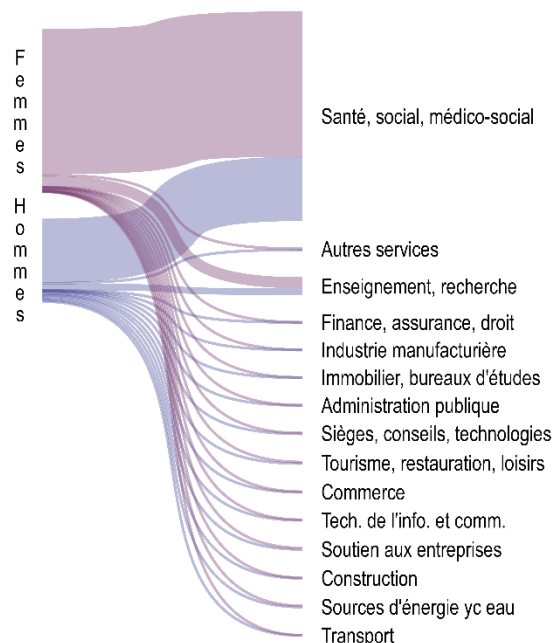 Femmes
Hommes
Santé, social, médico-social
Autres services
Enseignement, recherche
Finance, assurance, droit
Industrie manufacturière
Immobilier, bureaux d'études
Administration publique
Sièges, conseils, technologies
Tourisme, restauration, loisirs
Commerce
Tech. de l'info. et comm.
Soutien aux entreprises
Construction
Sources d'énergie yc eau
Transport